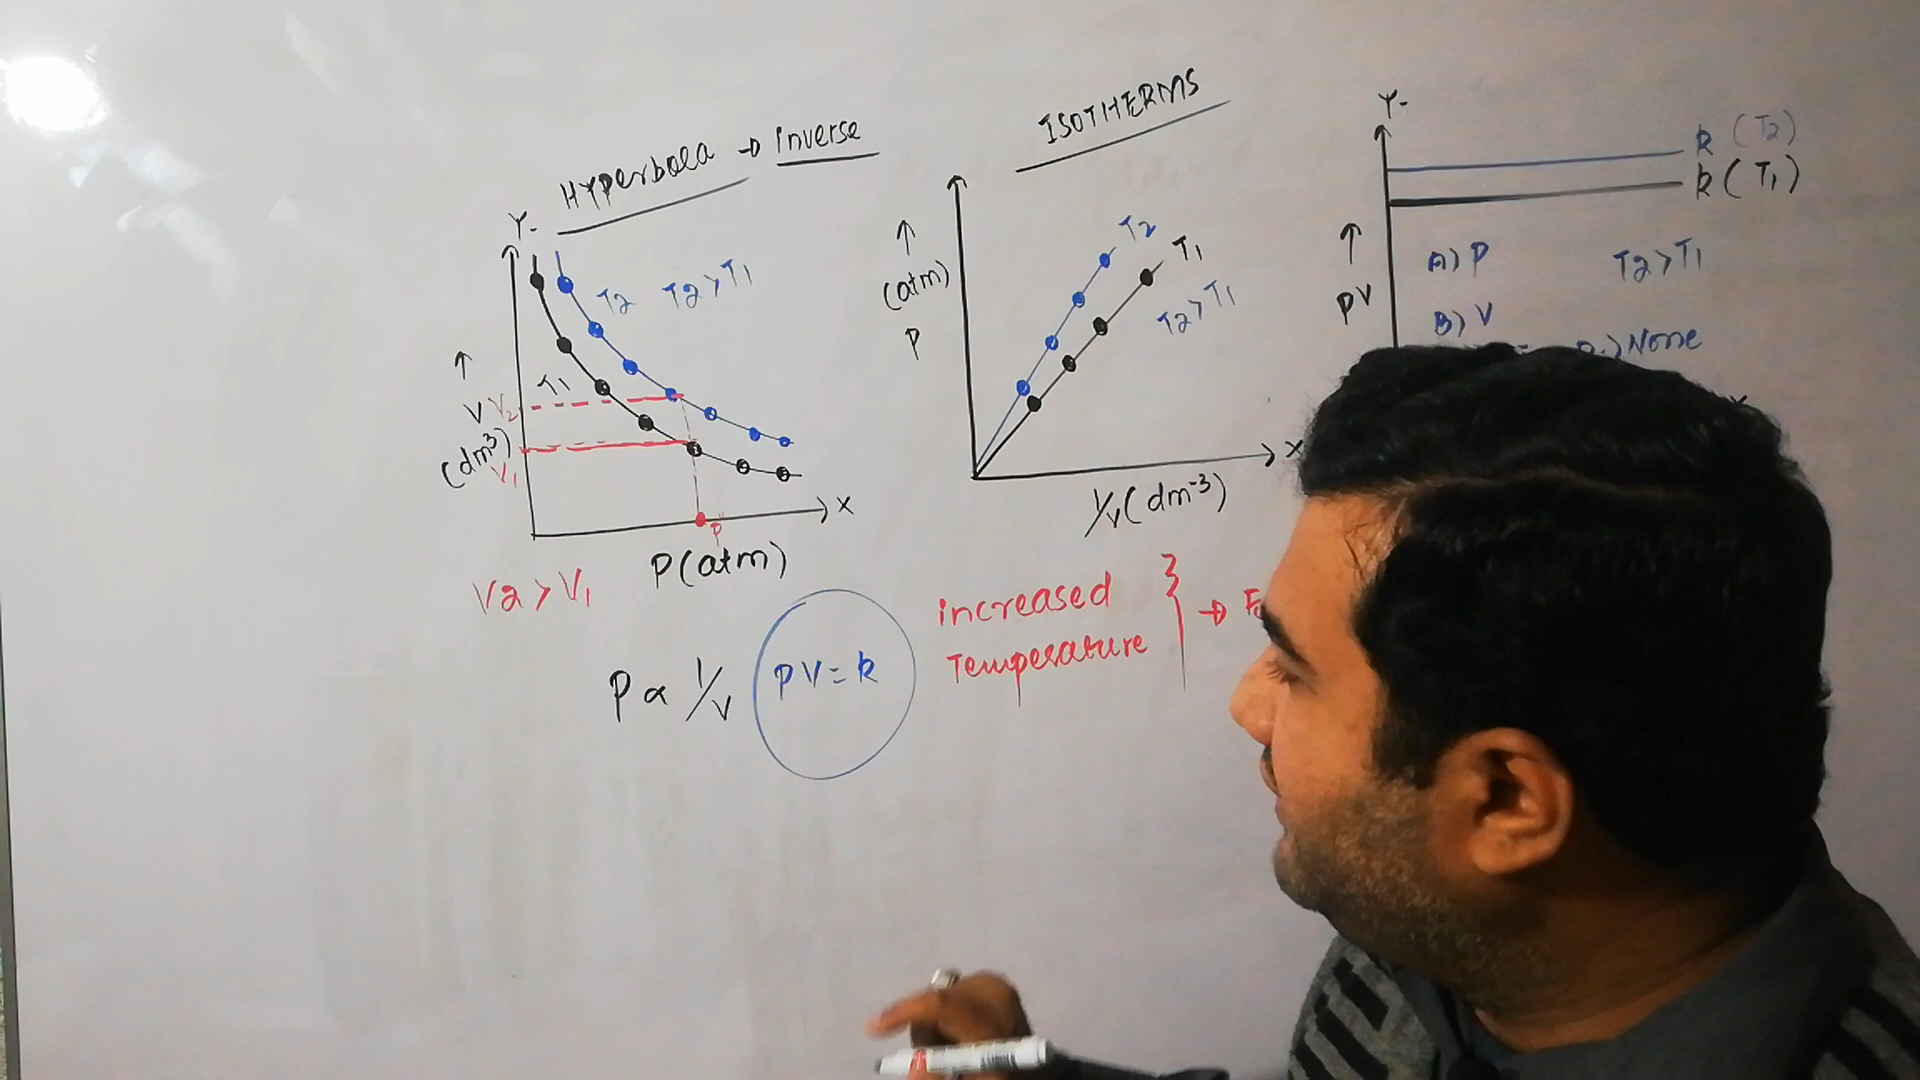 HYPerbola → Inverse
Y-
T2 T2 > T1
T1
V V2
(dm³)
V1
X
P
P(atm)
V2 > V1
ISOTHERMS
T2
T1
T2 > T1
(atm)
P
X
1/V (dm-3)
P ∝ 1/V PV = k
increased
Temperature
Y-
k (T2)
k (T1)
PV
A) P T2 > T1
B) V
None
X